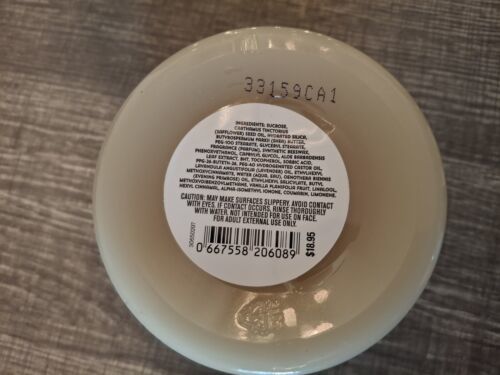 33159CA1
INGREDIENTS: SUCROSE,
CARTHAMUS TINCTORIUS
(SAFFLOWER) SEED OIL, HYDRATED SILICA,
BUTYROSPERMUM PARKII (SHEA) BUTTER,
PEG-100 STEARATE, GLYCERYL STEARATE,
FRAGRANCE (PARFUM), SYNTHETIC BEESWAX,
PHENOXYETHANOL, CAPRYLYL GLYCOL, ALOE BARBADENSIS
LEAF EXTRACT, BHT, TOCOPHEROL, SORBIC ACID,
PPG-26-BUTETH-26, PEG-40 HYDROGENATED CASTOR OIL,
LAVANDULA ANGUSTIFOLIA (LAVENDER) OIL, ETHYLHEXYL
METHOXYCINNAMATE, WATER (AQUA, EAU), OENOTHERA BIENNIS
(EVENING PRIMROSE) OIL, ETHYLHEXYL SALICYLATE, BUTYL
METHOXYDIBENZOYLMETHANE, VANILLA PLANIFOLIA FRUIT, LINALOOL,
HEXYL CINNAMAL, ALPHA-ISOMETHYL IONONE, COUMARIN, LIMONENE.
CAUTION: MAY MAKE SURFACES SLIPPERY. AVOID CONTACT
WITH EYES. IF CONTACT OCCURS, RINSE THOROUGHLY
WITH WATER. NOT INTENDED FOR USE ON FACE.
FOR ADULT EXTERNAL USE ONLY.
0 667558 206089
$18.95